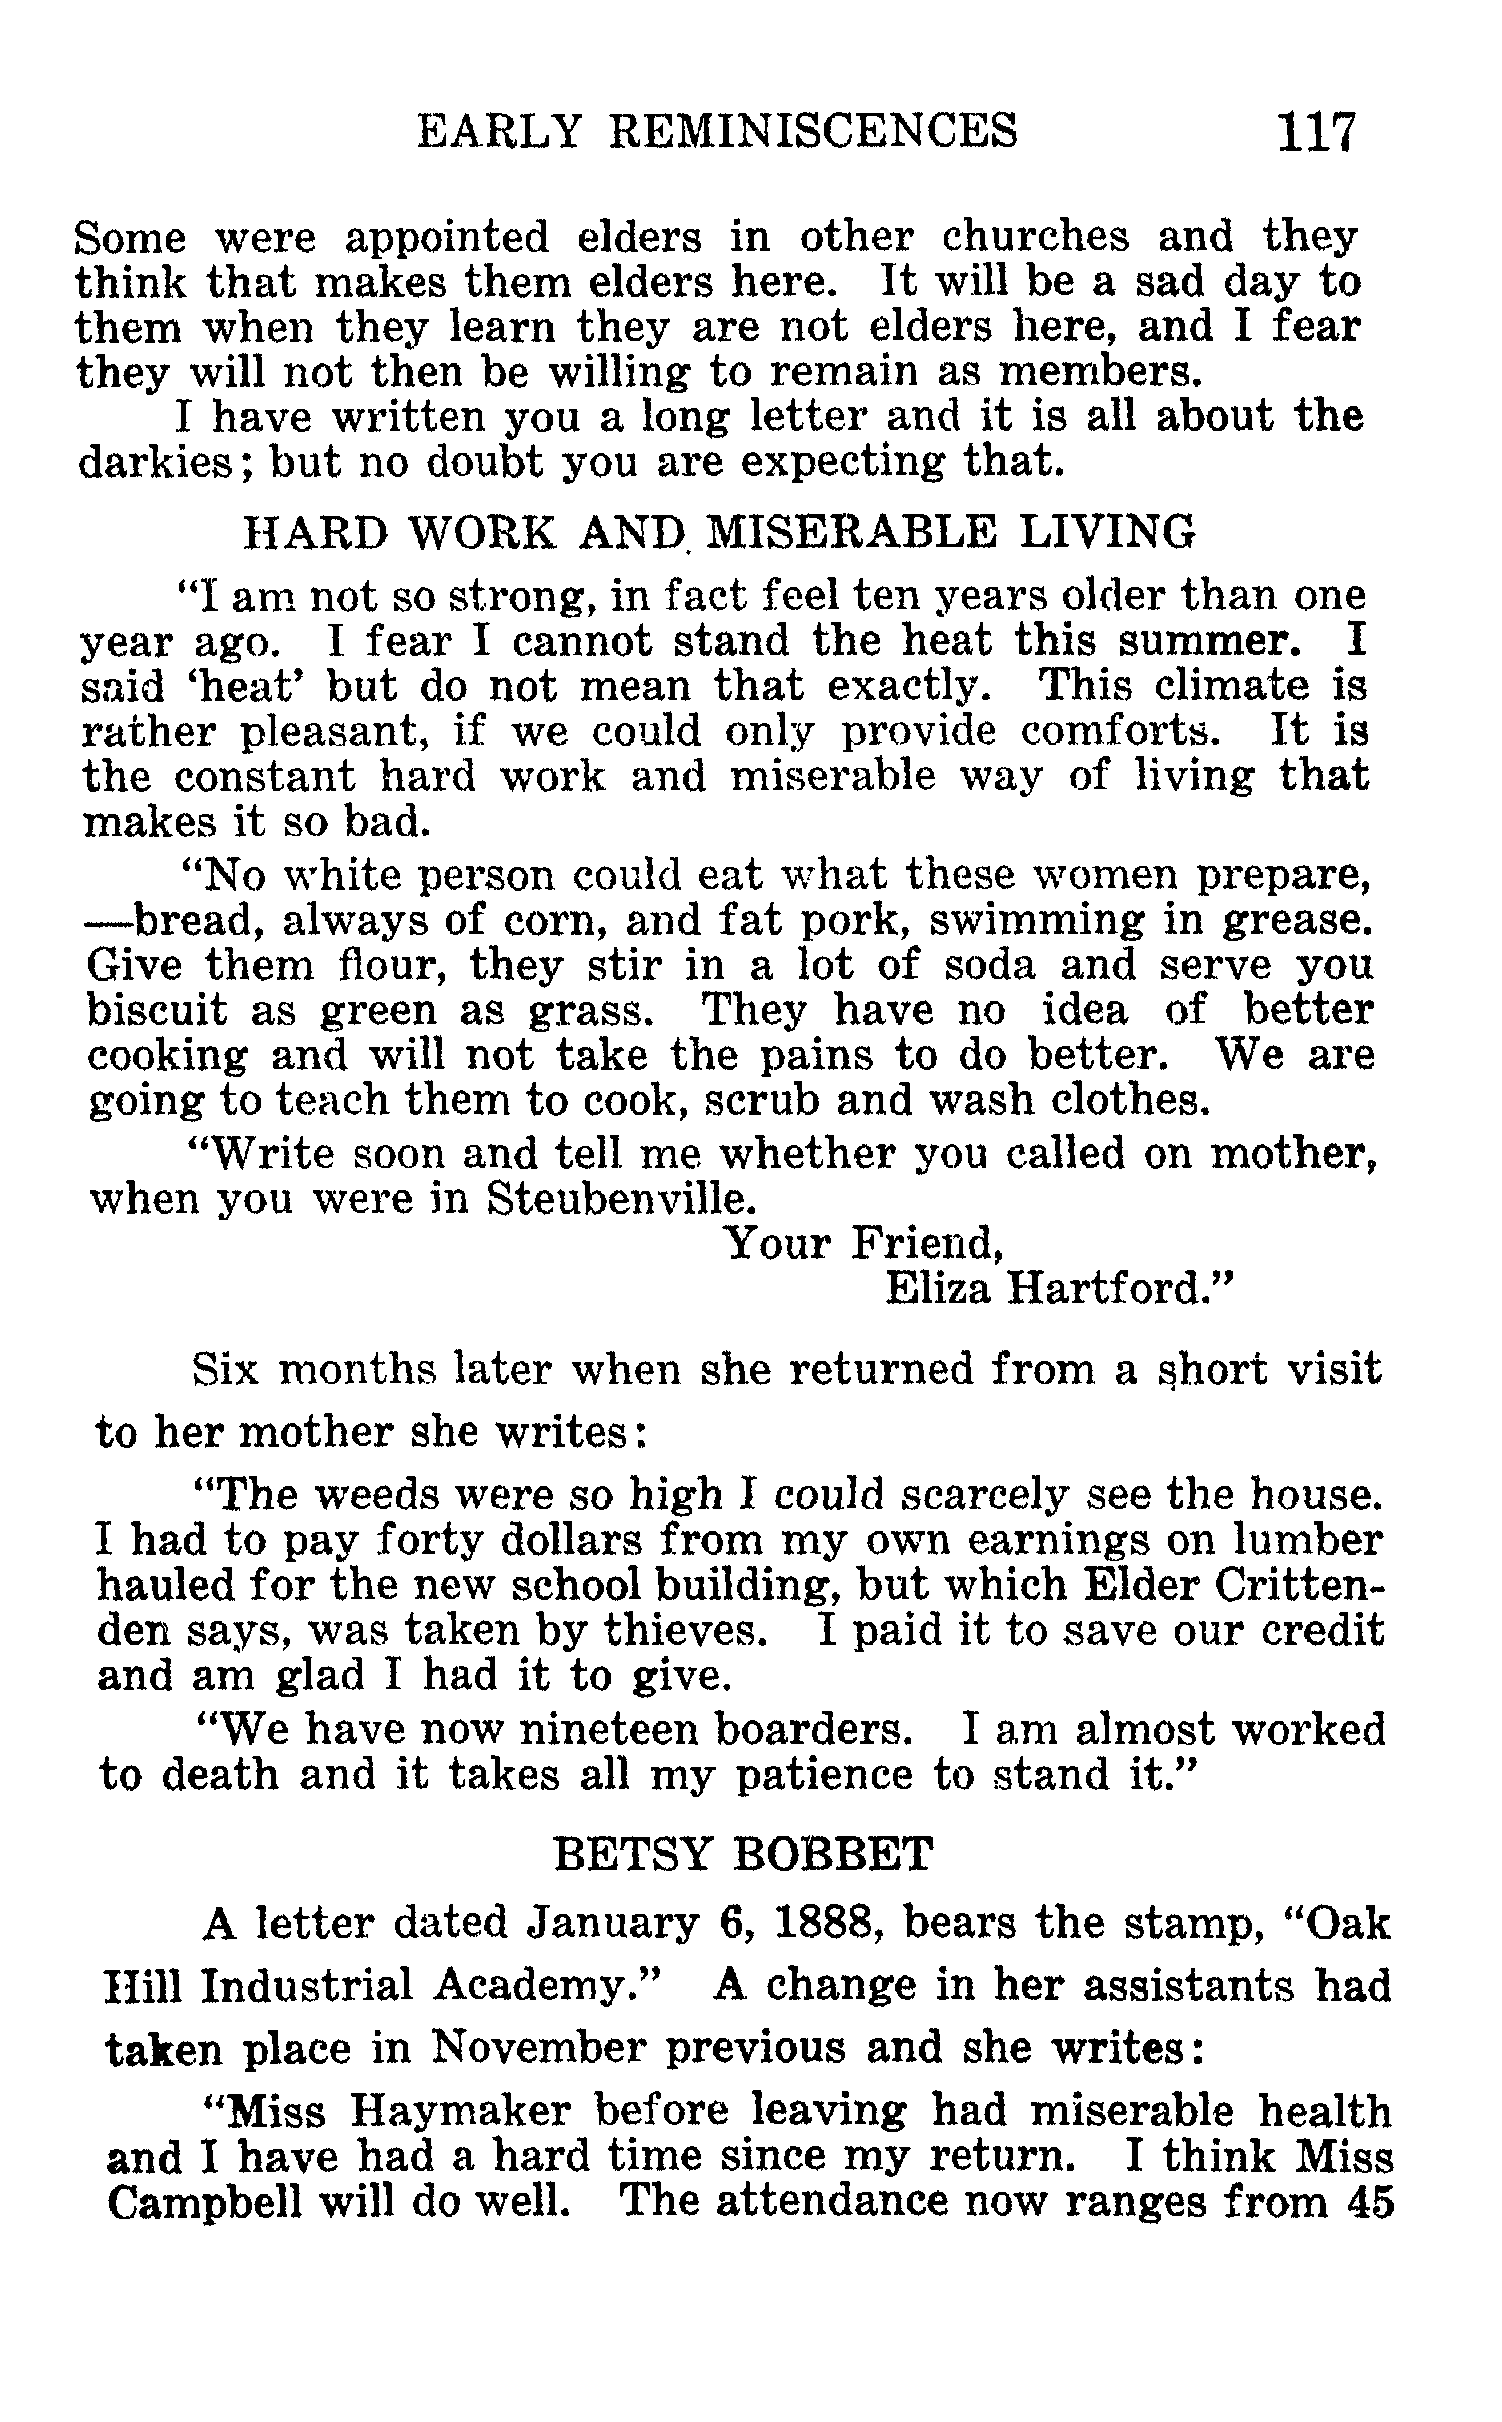 EARLY REMINISCENCES 117
Some were appointed elders in other churches and they
think that makes them elders here. It will be a sad day to
them when they learn they are not elders here, and I fear
they will not then be willing to remain as members.
I have written you a long letter and it is all about the
darkies; but no doubt you are expecting that.
HARD WORK AND MISERABLE LIVING
"I am not so strong, in fact feel ten years older than one
year ago. I fear I cannot stand the heat this summer. I
said 'heat' but do not mean that exactly. This climate is
rather pleasant, if we could only provide comforts. It is
the constant hard work and miserable way of living that
makes it so bad.
"No white person could eat what these women prepare,
—bread, always of corn, and fat pork, swimming in grease.
Give them flour, they stir in a lot of soda and serve you
biscuit as green as grass. They have no idea of better
cooking and will not take the pains to do better. We are
going to teach them to cook, scrub and wash clothes.
"Write soon and tell me whether you called on mother,
when you were in Steubenville.
Your Friend,
Eliza Hartford."
Six months later when she returned from a short visit
to her mother she writes:
"The weeds were so high I could scarcely see the house.
I had to pay forty dollars from my own earnings on lumber
hauled for the new school building, but which Elder Critten-
den says, was taken by thieves. I paid it to save our credit
and am glad I had it to give.
"We have now nineteen boarders. I am almost worked
to death and it takes all my patience to stand it."
BETSY BOBBET
A letter dated January 6, 1888, bears the stamp, "Oak
Hill Industrial Academy." A change in her assistants had
taken place in November previous and she writes:
"Miss Haymaker before leaving had miserable health
and I have had a hard time since my return. I think Miss
Campbell will do well. The attendance now ranges from 45